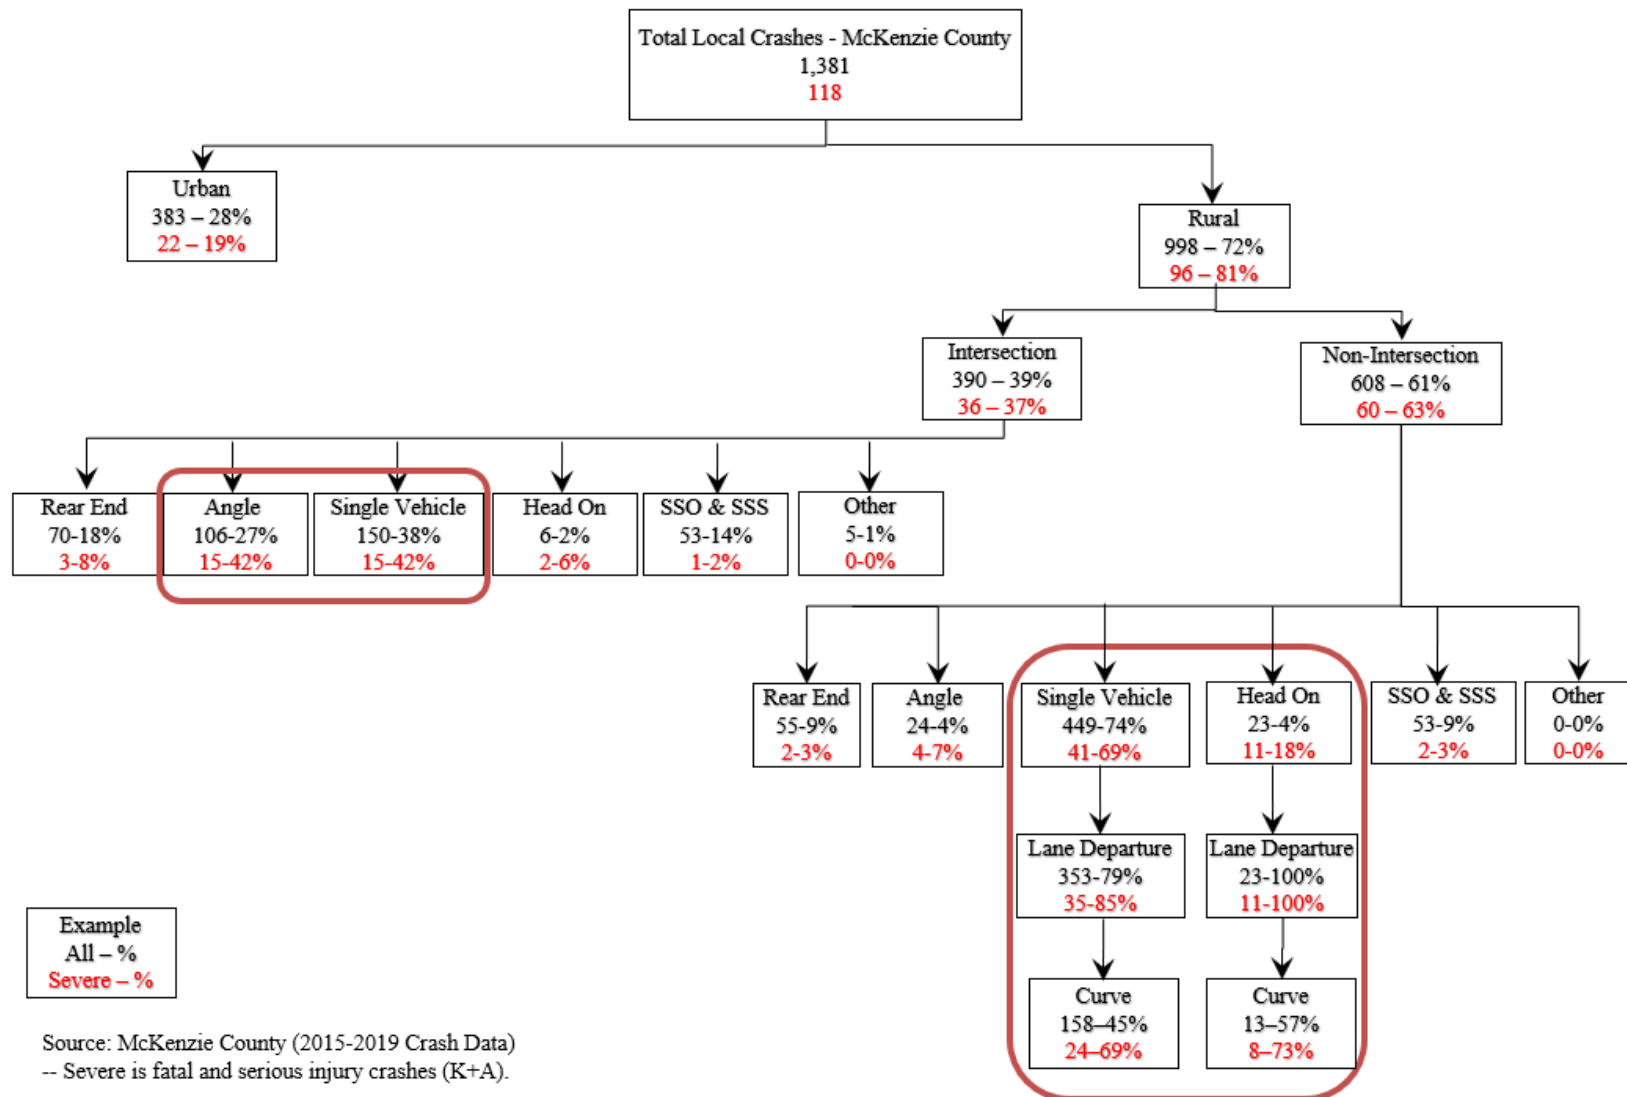 Total Local Crashes - McKenzie County
1,381
118
Urban
383 – 28%
22 – 19%
Rural
998 – 72%
96 – 81%
Intersection
390 – 39%
36 – 37%
Non-Intersection
608 – 61%
60 – 63%
Rear End
70-18%
3-8%
Angle
106-27%
15-42%
Single Vehicle
150-38%
15-42%
Head On
6-2%
2-6%
SSO & SSS
53-14%
1-2%
Other
5-1%
0-0%
Rear End
55-9%
2-3%
Angle
24-4%
4-7%
Single Vehicle
449-74%
41-69%
Head On
23-4%
11-18%
SSO & SSS
53-9%
2-3%
Other
0-0%
0-0%
Lane Departure
353-79%
35-85%
Lane Departure
23-100%
11-100%
Curve
158–45%
24–69%
Curve
13–57%
8–73%
Example
All – %
Severe – %
Source: McKenzie County (2015-2019 Crash Data)
-- Severe is fatal and serious injury crashes (K+A).